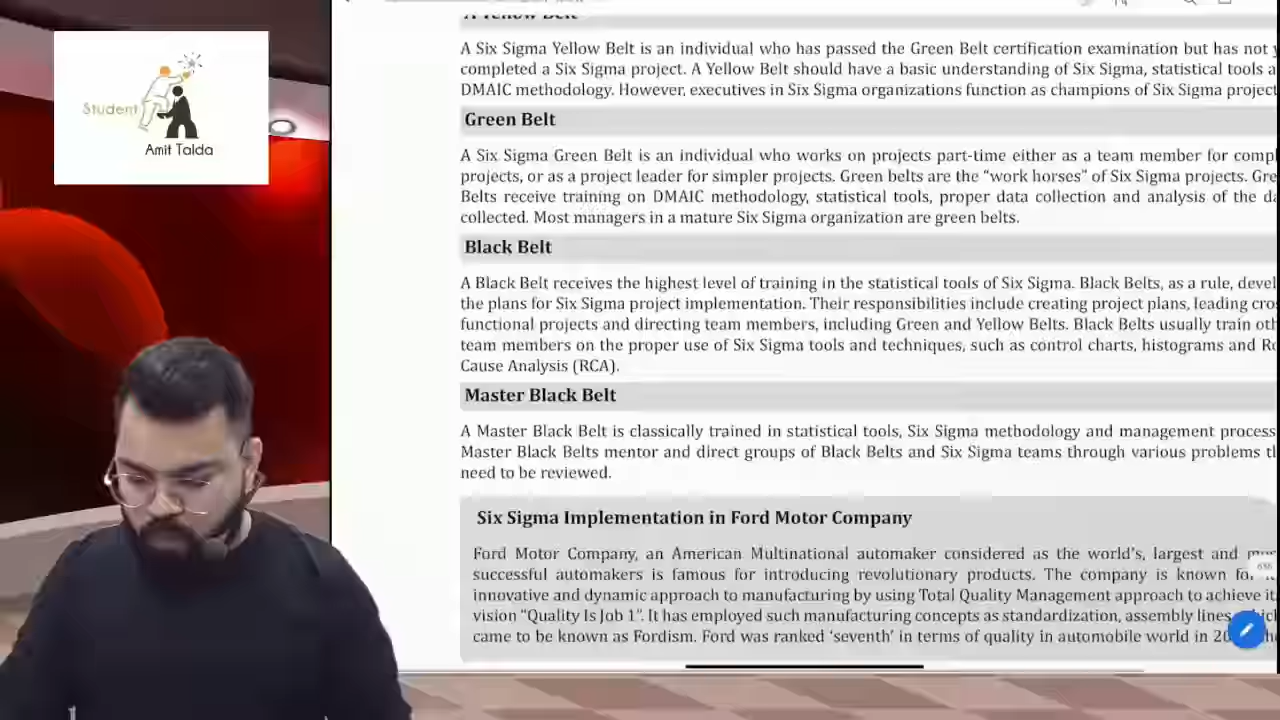 Student
Amit Talda
A Yellow Belt
A Six Sigma Yellow Belt is an individual who has passed the Green Belt certification examination but has not
completed a Six Sigma project. A Yellow Belt should have a basic understanding of Six Sigma, statistical tools a
DMAIC methodology. However, executives in Six Sigma organizations function as champions of Six Sigma project
Green Belt
A Six Sigma Green Belt is an individual who works on projects part-time either as a team member for compl
projects, or as a project leader for simpler projects. Green belts are the “work horses” of Six Sigma projects. Gre
Belts receive training on DMAIC methodology, statistical tools, proper data collection and analysis of the da
collected. Most managers in a mature Six Sigma organization are green belts.
Black Belt
A Black Belt receives the highest level of training in the statistical tools of Six Sigma. Black Belts, as a rule, devel
the plans for Six Sigma project implementation. Their responsibilities include creating project plans, leading cro
functional projects and directing team members, including Green and Yellow Belts. Black Belts usually train oth
team members on the proper use of Six Sigma tools and techniques, such as control charts, histograms and Ro
Cause Analysis (RCA).
Master Black Belt
A Master Black Belt is classically trained in statistical tools, Six Sigma methodology and management process
Master Black Belts mentor and direct groups of Black Belts and Six Sigma teams through various problems th
need to be reviewed.
Six Sigma Implementation in Ford Motor Company
Ford Motor Company, an American Multinational automaker considered as the world’s, largest and
successful automakers is famous for introducing revolutionary products. The company is known for
innovative and dynamic approach to manufacturing by using Total Quality Management approach to achieve it
vision “Quality Is Job 1”. It has employed such manufacturing concepts as standardization, assembly lines
came to be known as Fordism. Ford was ranked ‘seventh’ in terms of quality in automobile world in 20